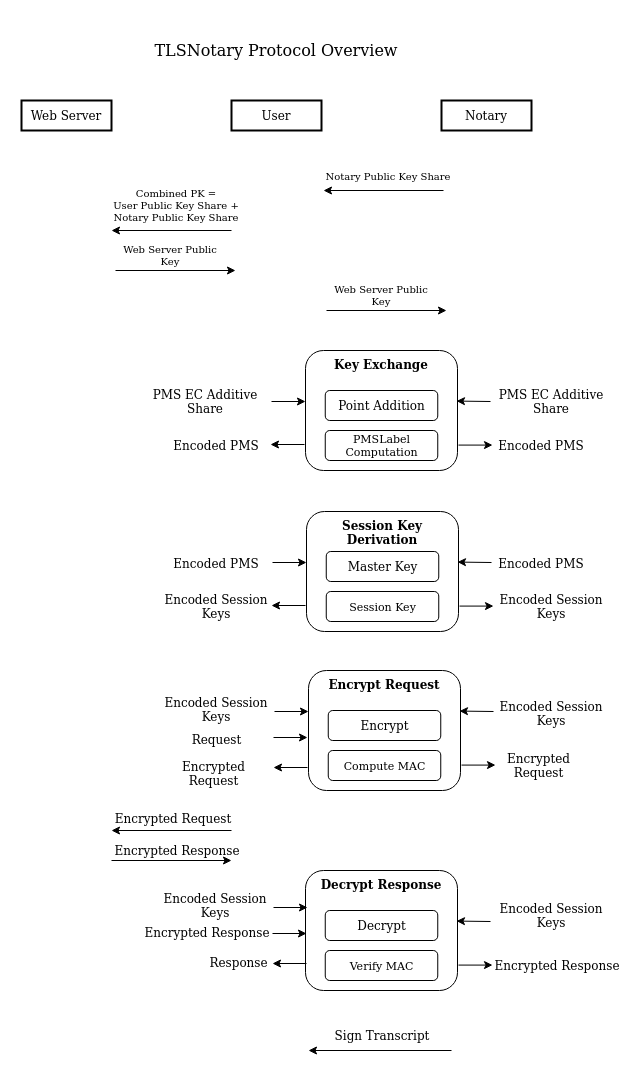 TLSNotary Protocol Overview
Web Server
User
Notary
Notary Public Key Share
Combined PK =
User Public Key Share +
Notary Public Key Share
Web Server Public
Key
Web Server Public
Key
Key Exchange
PMS EC Additive
Share
Point Addition
PMS EC Additive
Share
Encoded PMS
PMSLabel
Computation
Encoded PMS
Session Key
Derivation
Encoded PMS
Master Key
Encoded PMS
Encoded Session
Keys
Session Key
Encoded Session
Keys
Encrypt Request
Encoded Session
Keys
Encrypt
Encoded Session
Keys
Request
Encrypted
Request
Compute MAC
Encrypted
Request
Encrypted Request
Encrypted Response
Decrypt Response
Encoded Session
Keys
Decrypt
Encoded Session
Keys
Encrypted Response
Response
Verify MAC
Encrypted Response
Sign Transcript